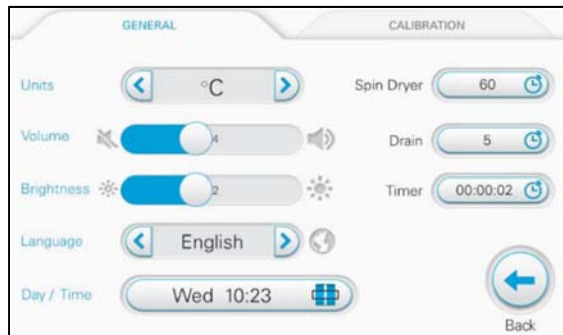 GENERAL CALIBRATION
Units °C Spin Dryer 60
Volume 4 Drain 5
Brightness 2 Timer 00:00:02
Language English
Day / Time Wed 10:23
Back